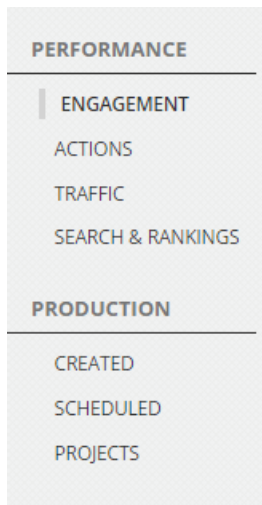 PERFORMANCE
ENGAGEMENT
ACTIONS
TRAFFIC
SEARCH & RANKINGS
PRODUCTION
CREATED
SCHEDULED
PROJECTS